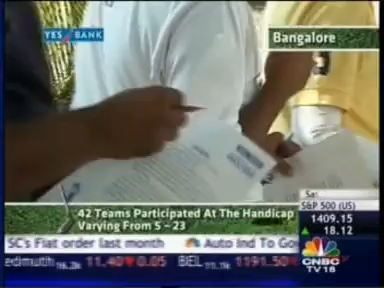 YES BANK
Bangalore
42 Teams Participated At The Handicap
Varying From 5 - 23
S&P 500 (US)
1409.15
18.12
SC's Flat order last month
Auto Ind To
11.40 0.05 BEL 1191.50
CNBC
TV18